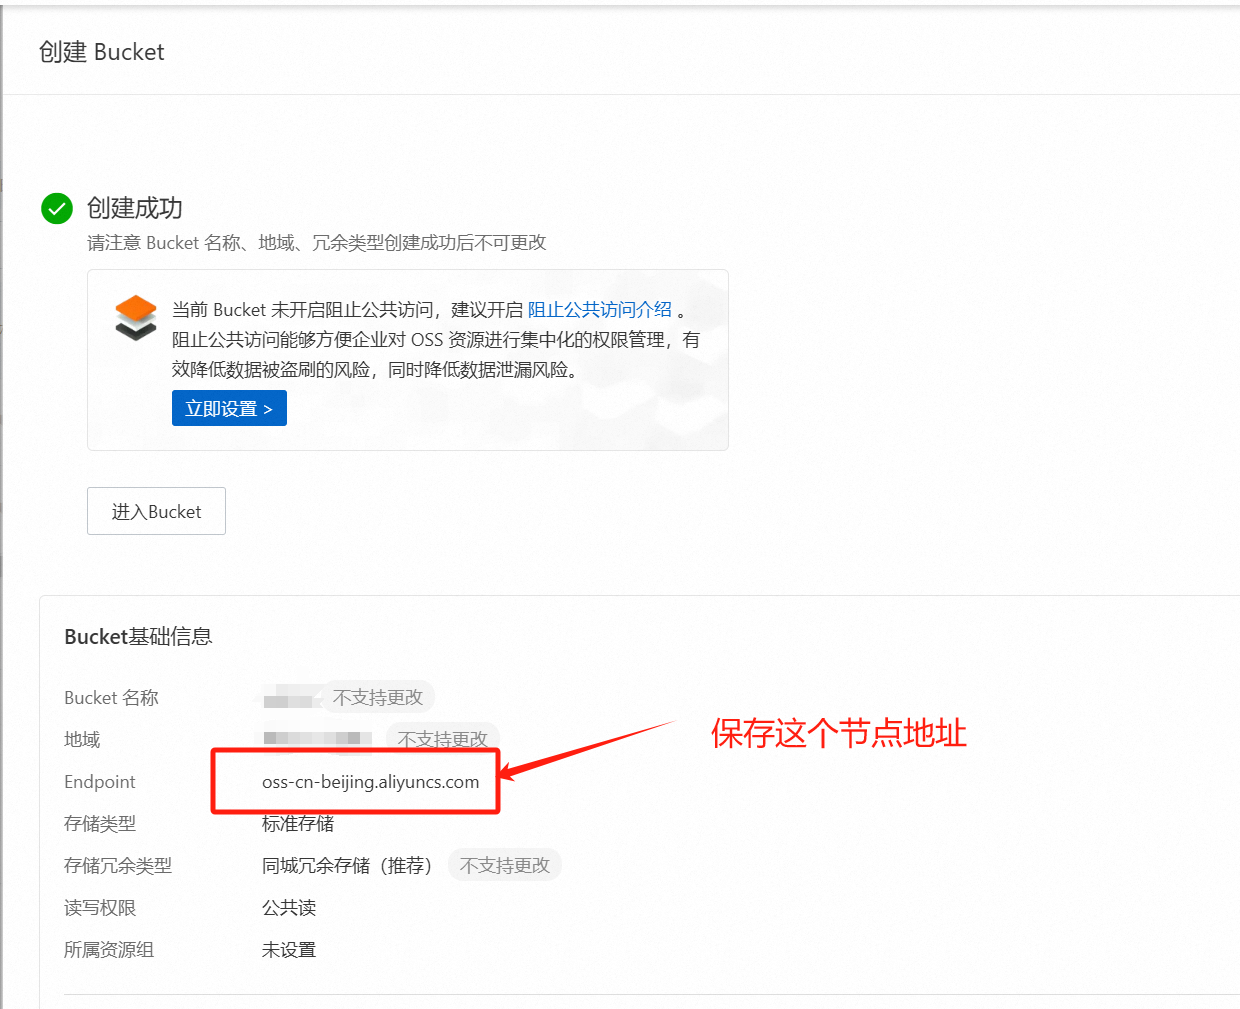 创建 Bucket
创建成功
请注意 Bucket 名称、地域、冗余类型创建成功后不可更改
当前 Bucket 未开启阻止公共访问，建议开启 阻止公共访问介绍 。
阻止公共访问能够方便企业对 OSS 资源进行集中化的权限管理，有
效降低数据被盗刷的风险，同时降低数据泄漏风险。
立即设置 >
进入Bucket
Bucket基础信息
Bucket 名称 不支持更改
地域 不支持更改
保存这个节点地址
Endpoint oss-cn-beijing.aliyuncs.com
存储类型 标准存储
存储冗余类型 同城冗余存储（推荐） 不支持更改
读写权限 公共读
所属资源组 未设置